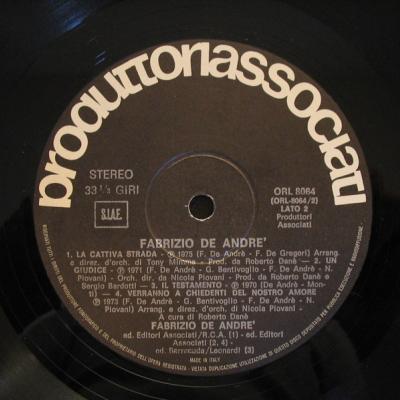 produttoriassociati
STEREO
33 1/3 GIRI
S.I.A.E.
ORL 8064
(ORL-8064/2)
LATO 2
Produttori
Associati
FABRIZIO DE ANDRE'
1. LA CATTIVA STRADA - ℗ 1975 (F. De Andrè - F. De Gregori) Arrang.
e direz. d'orch. di Tony Mimms - Prod. da Roberto Danè — 2. UN
GIUDICE - ℗ 1971 (F. De Andrè - G. Bentivoglio - F. De Andrè - N.
Piovani) - Orch. dir. da Nicola Piovani - Prod. da Roberto Danè e
Sergio Bardotti — 3. IL TESTAMENTO - ℗ 1970 (De Andrè - Mon-
ti) — 4. VERRANNO A CHIEDERTI DEL NOSTRO AMORE
℗ 1973 (F. De Andrè - G. Bentivoglio - F. De Andrè - N.
Piovani) Arrang. e direz. d'orch. di Nicola Piovani -
A cura di Roberto Danè
FABRIZIO DE ANDRE'
ed. Editori Associati/R.C.A. (1) - ed. Editori
Associati (2, 4) -
ed. Bermuda/Leonardi (3)